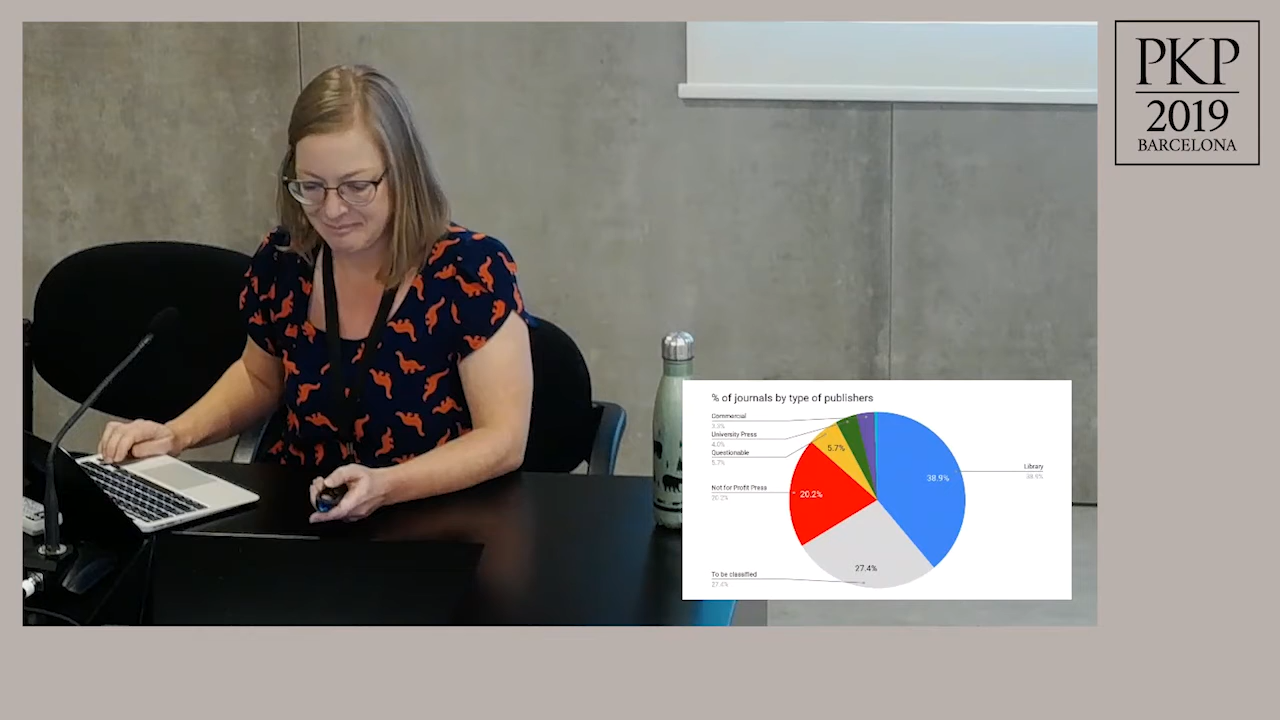 PKP
2019
BARCELONA
% of journals by type of publishers
Commercial
3.3%
University Press
4.0%
Questionable
5.7%
Not for Profit Press
20.2%
To be classified
27.4%
Library
38.9%
5.7%
20.2%
27.4%
38.9%